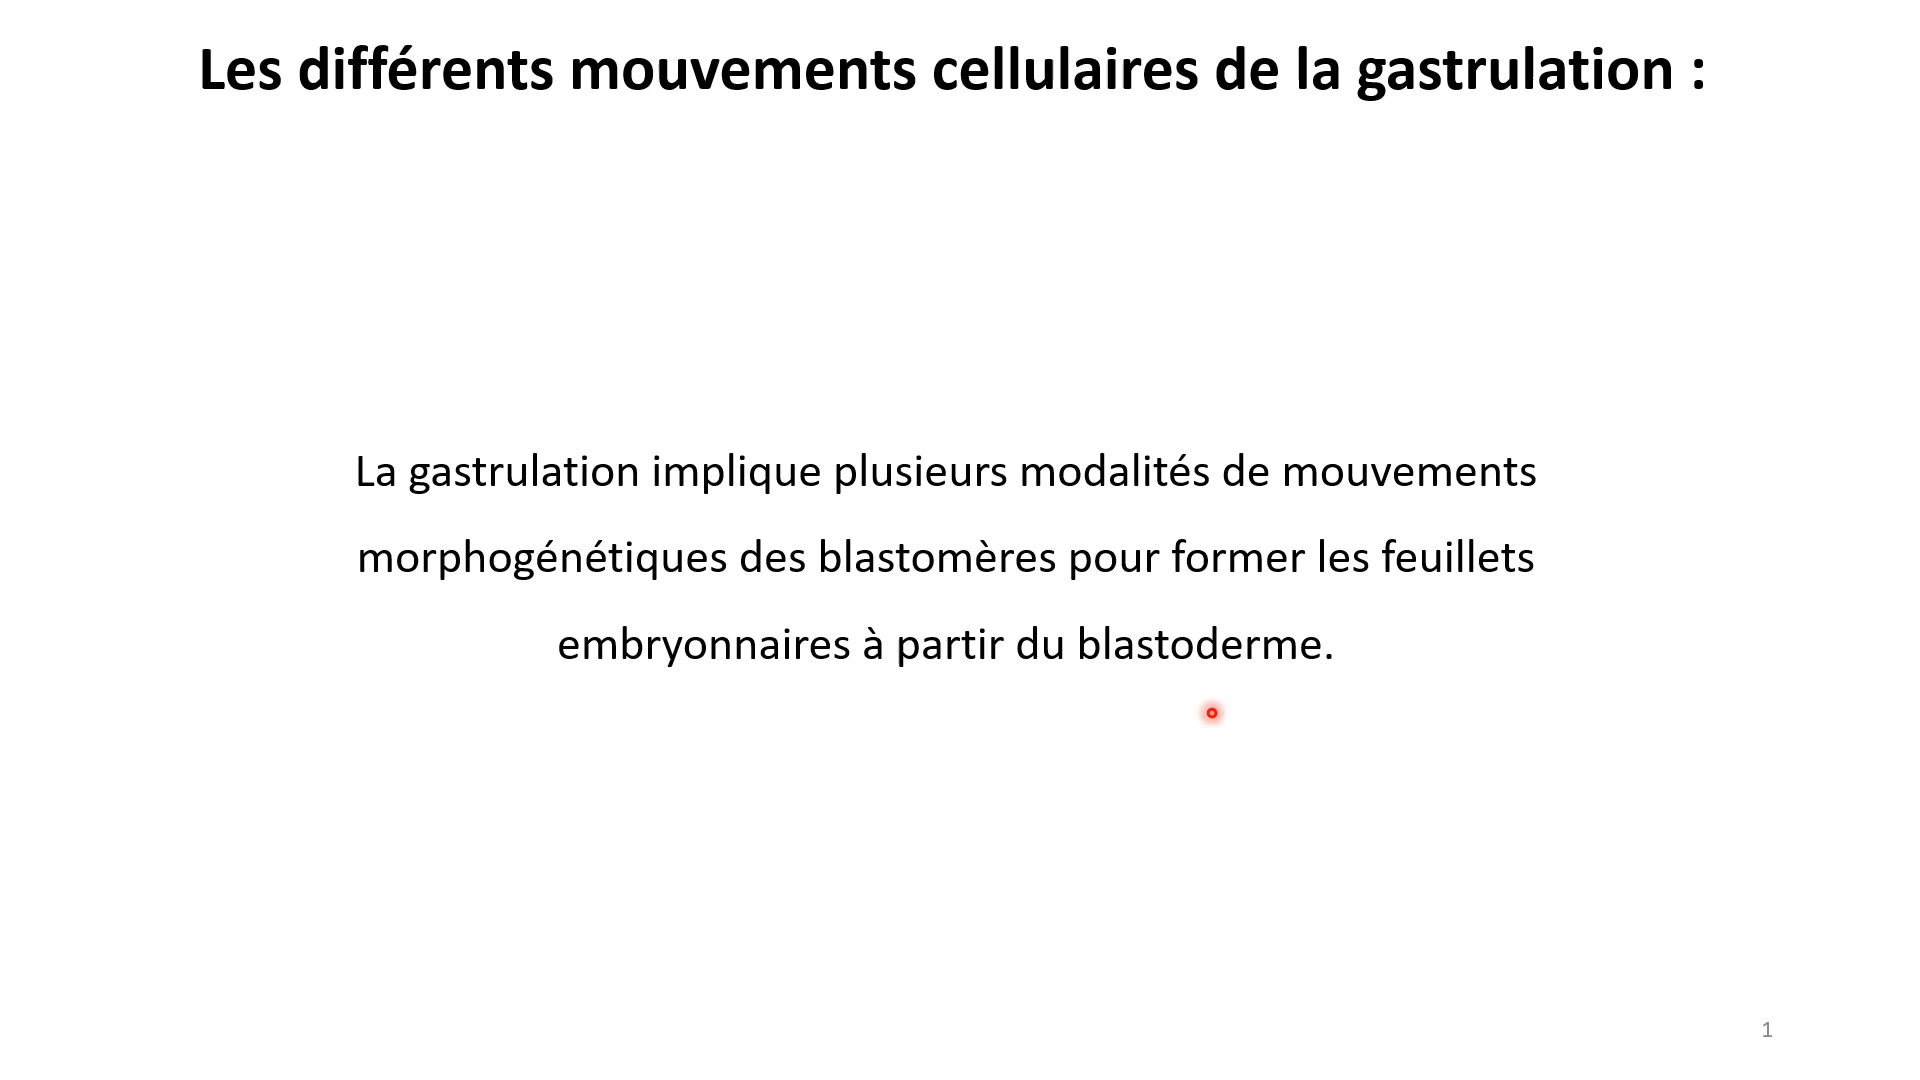 Les différents mouvements cellulaires de la gastrulation :
La gastrulation implique plusieurs modalités de mouvements
morphogénétiques des blastomères pour former les feuillets
embryonnaires à partir du blastoderme.
1